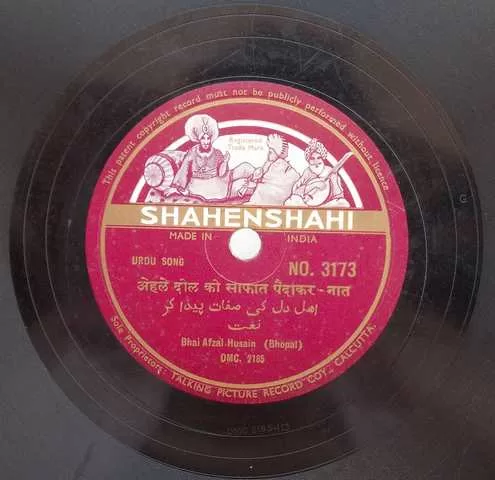 This patent copyright record must not be publicly performed without licence
Registered
Trade Mark
SHAHENSHAHI
MADE IN INDIA
URDU SONG
NO. 3173
अेहले दील की सीफात पैदाकर - नात
اهل دل کی صفات پیدا کر
نعت
Bhai Afzal Husain (Bhopal)
OMC. 2185
Sole Proprietors: TALKING PICTURE RECORD COY. CALCUTTA.